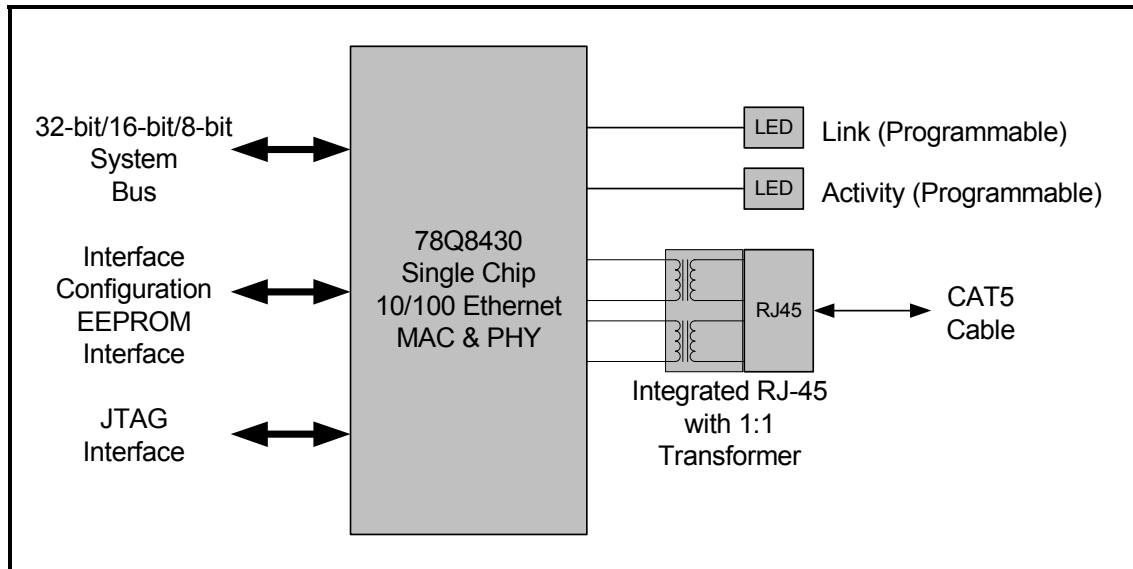 32-bit/16-bit/8-bit
System
Bus
Interface
Configuration
EEPROM
Interface
JTAG
Interface
78Q8430
Single Chip
10/100 Ethernet
MAC & PHY
LED
Link (Programmable)
LED
Activity (Programmable)
RJ45
CAT5
Cable
Integrated RJ-45
with 1:1
Transformer